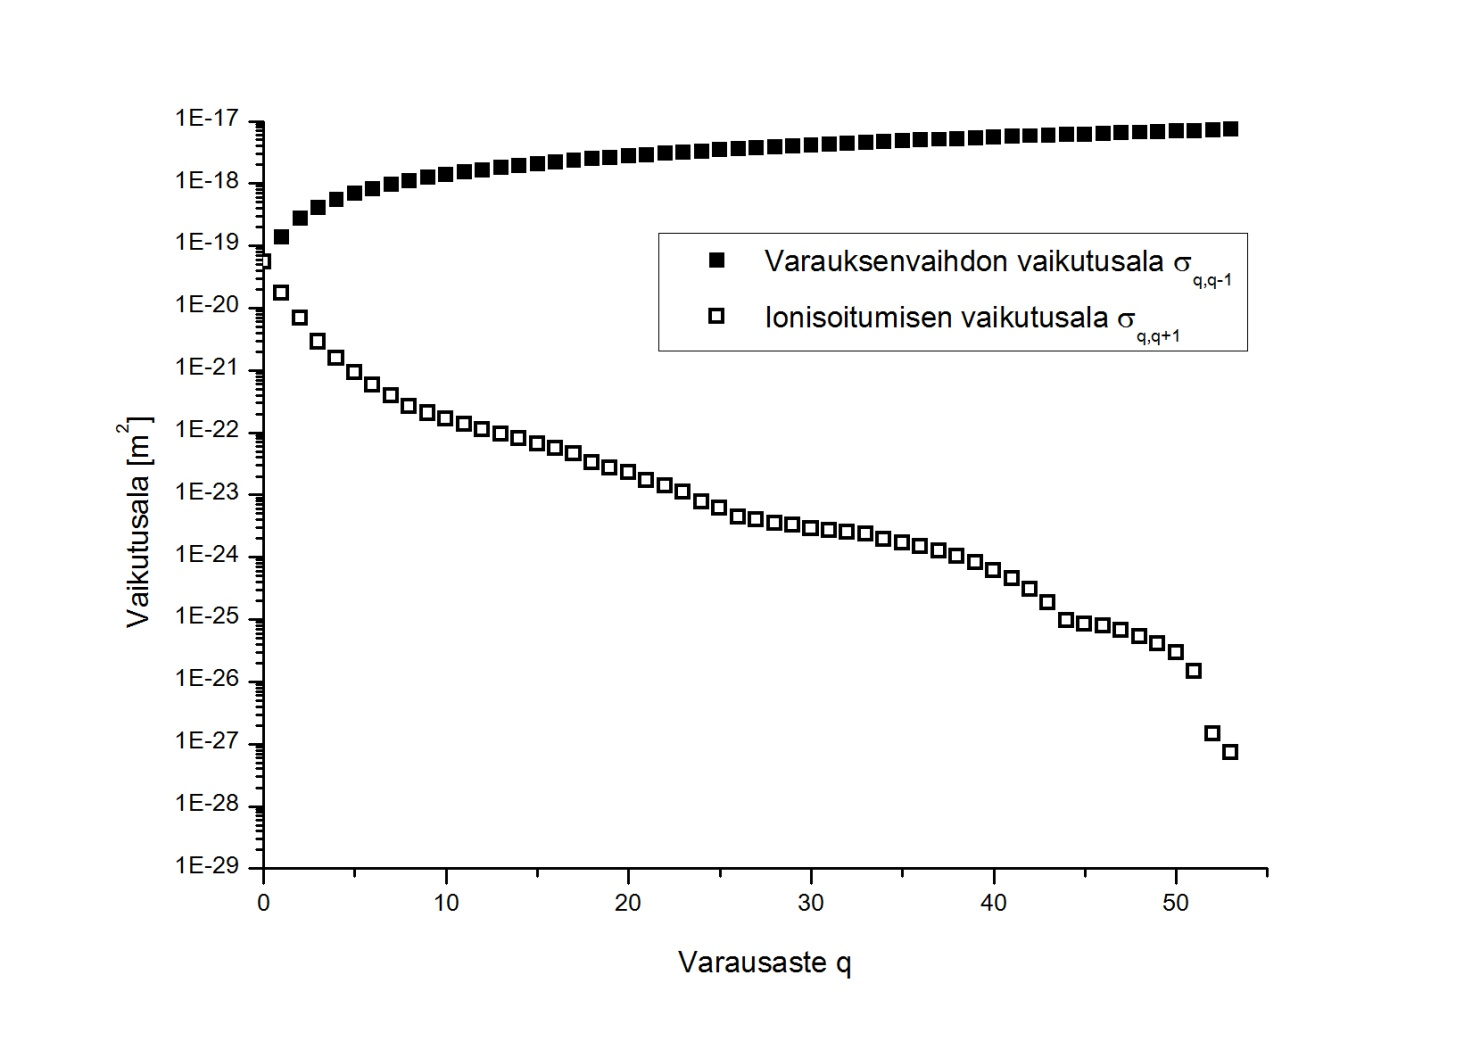 1E-17
1E-18
1E-19
1E-20
1E-21
1E-22
1E-23
1E-24
1E-25
1E-26
1E-27
1E-28
1E-29
Vaikutusala [m²]
Varauksenvaihdon vaikutusala σq,q-1
Ionisoitumisen vaikutusala σq,q+1
0 10 20 30 40 50
Varausaste q